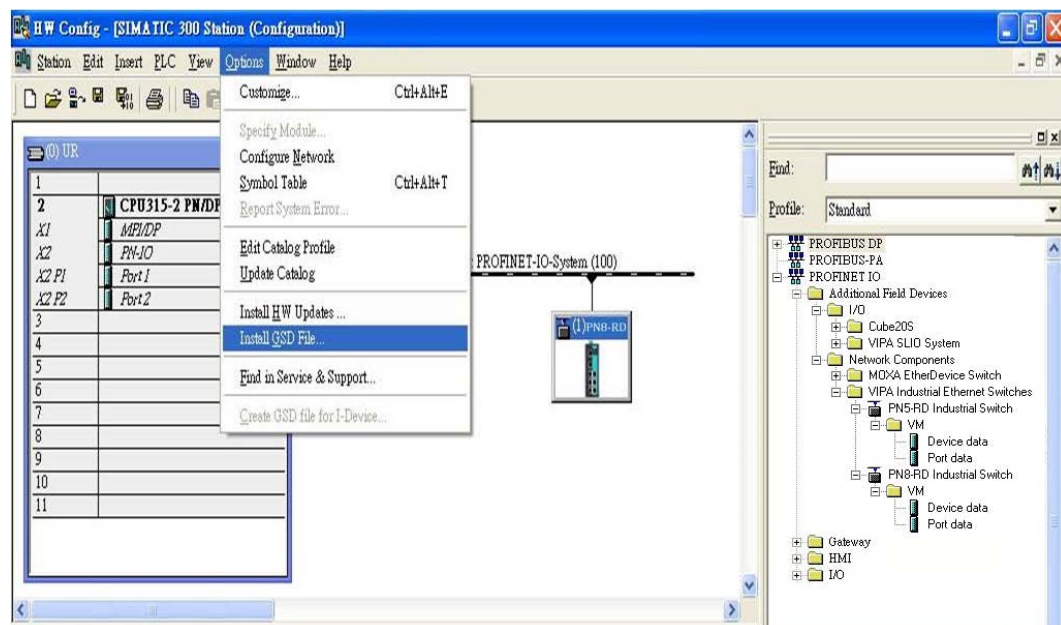 HW Config - [SIMATIC 300 Station (Configuration)]
Station Edit Insert PLC View Options Window Help
Customize... Ctrl+Alt+E
Specify Module...
Configure Network
Symbol Table Ctrl+Alt+T
Report System Error...
Edit Catalog Profile
Update Catalog
Install HW Updates ...
Install GSD File...
Find in Service & Support...
Create GSD file for I-Device...
(0) UR
1
2 CPU315-2 PN/DP
X1 MPI/DP
X2 PN-IO
X2 P1 Port 1
X2 P2 Port 2
3
4
5
6
7
8
9
10
11
: PROFINET-IO-System (100)
(1) PN8-RD
Find:
Profile: Standard
PROFIBUS DP
PROFIBUS-PA
PROFINET IO
Additional Field Devices
I/O
Cube20S
VIPA SLIO System
Network Components
MOXA EtherDevice Switch
VIPA Industrial Ethernet Switches
PN5-RD Industrial Switch
VM
Device data
Port data
PN8-RD Industrial Switch
VM
Device data
Port data
Gateway
HMI
I/O